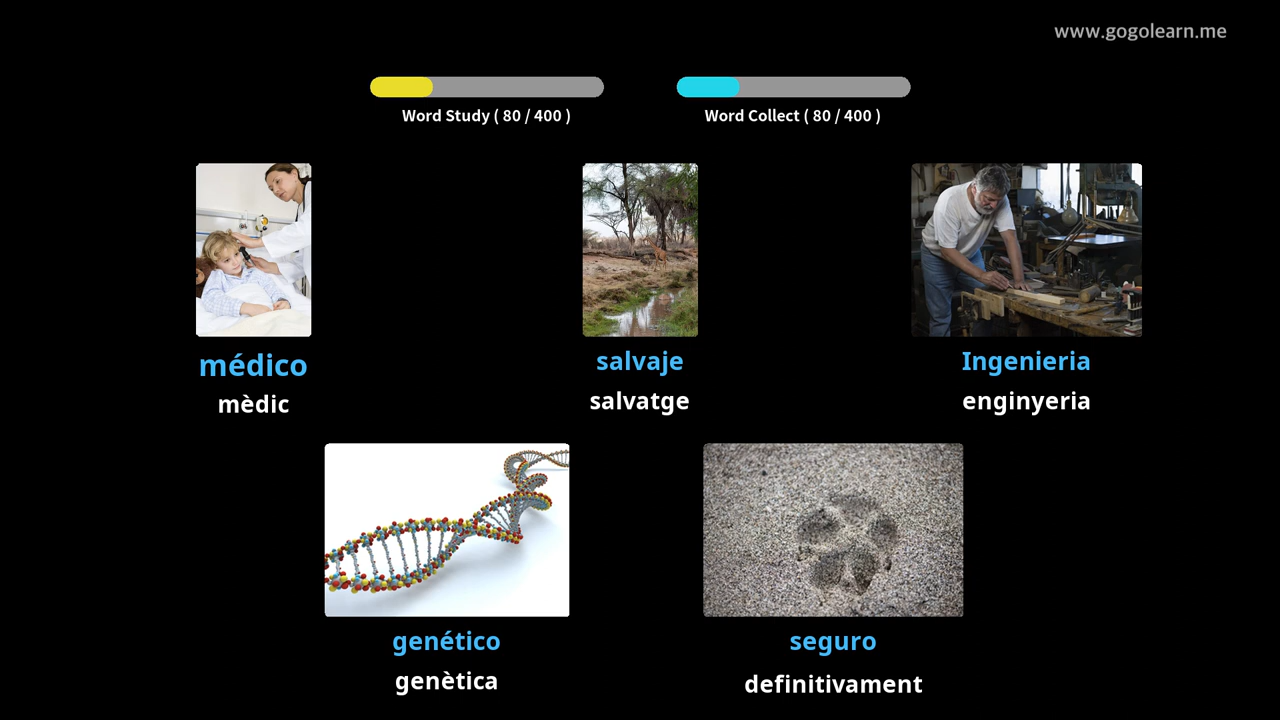 www.gogolearn.me
Word Study ( 80 / 400 )
Word Collect ( 80 / 400 )
médico
mèdic
salvaje
salvatge
Ingenieria
enginyeria
genético
genètica
seguro
definitivament